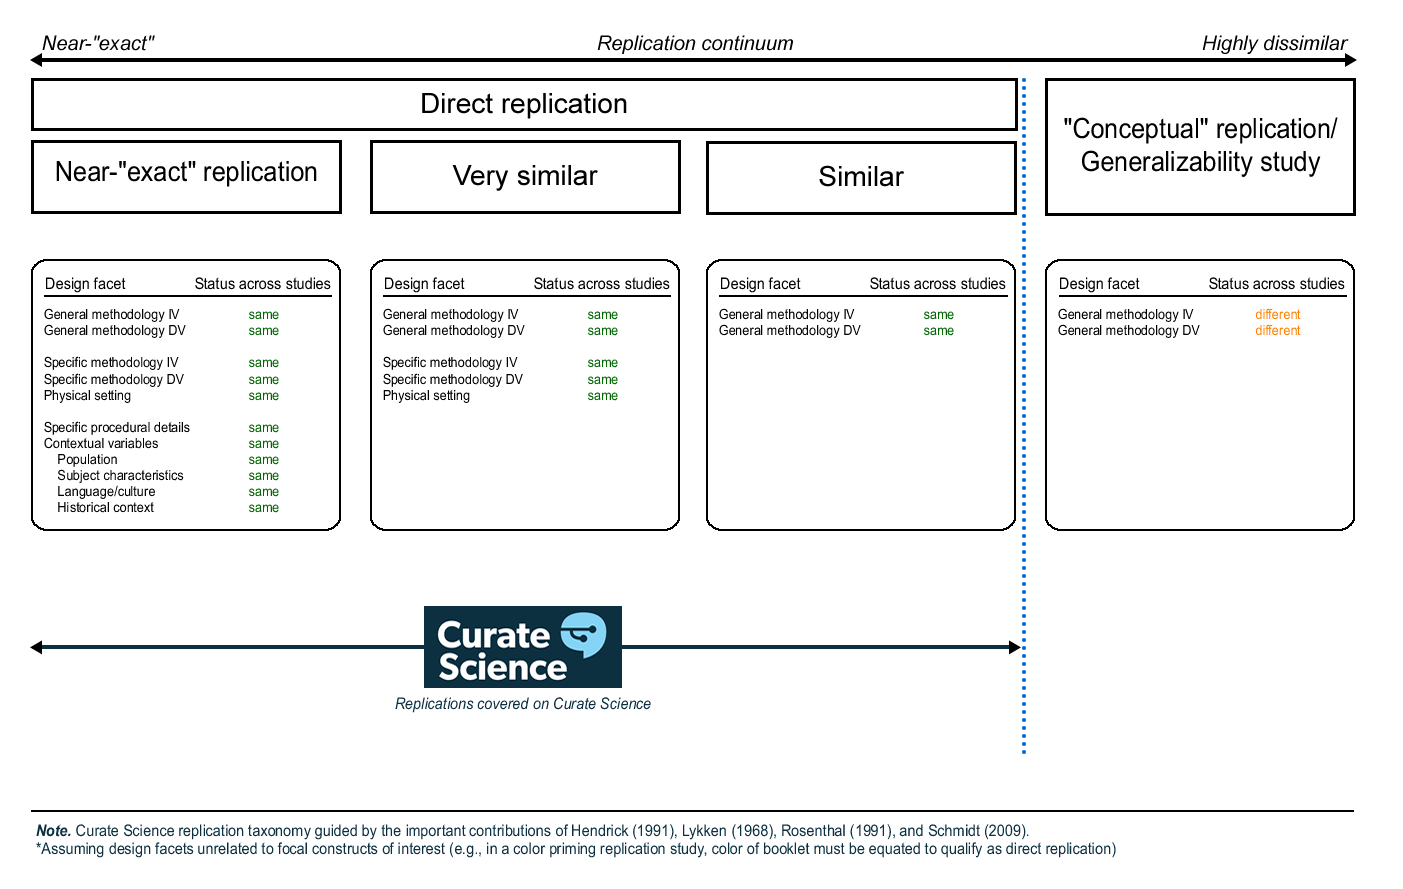 Near-"exact"
Replication continuum
Highly dissimilar
Direct replication
"Conceptual" replication/
Generalizability study
Near-"exact" replication
Very similar
Similar
Design facet Status across studies
General methodology IV same
General methodology DV same
Specific methodology IV same
Specific methodology DV same
Physical setting same
Specific procedural details same
Contextual variables same
Population same
Subject characteristics same
Language/culture same
Historical context same
Design facet Status across studies
General methodology IV same
General methodology DV same
Specific methodology IV same
Specific methodology DV same
Physical setting same
Design facet Status across studies
General methodology IV same
General methodology DV same
Design facet Status across studies
General methodology IV different
General methodology DV different
Curate
Science
Replications covered on Curate Science
Note. Curate Science replication taxonomy guided by the important contributions of Hendrick (1991), Lykken (1968), Rosenthal (1991), and Schmidt (2009).
*Assuming design facets unrelated to focal constructs of interest (e.g., in a color priming replication study, color of booklet must be equated to qualify as direct replication)